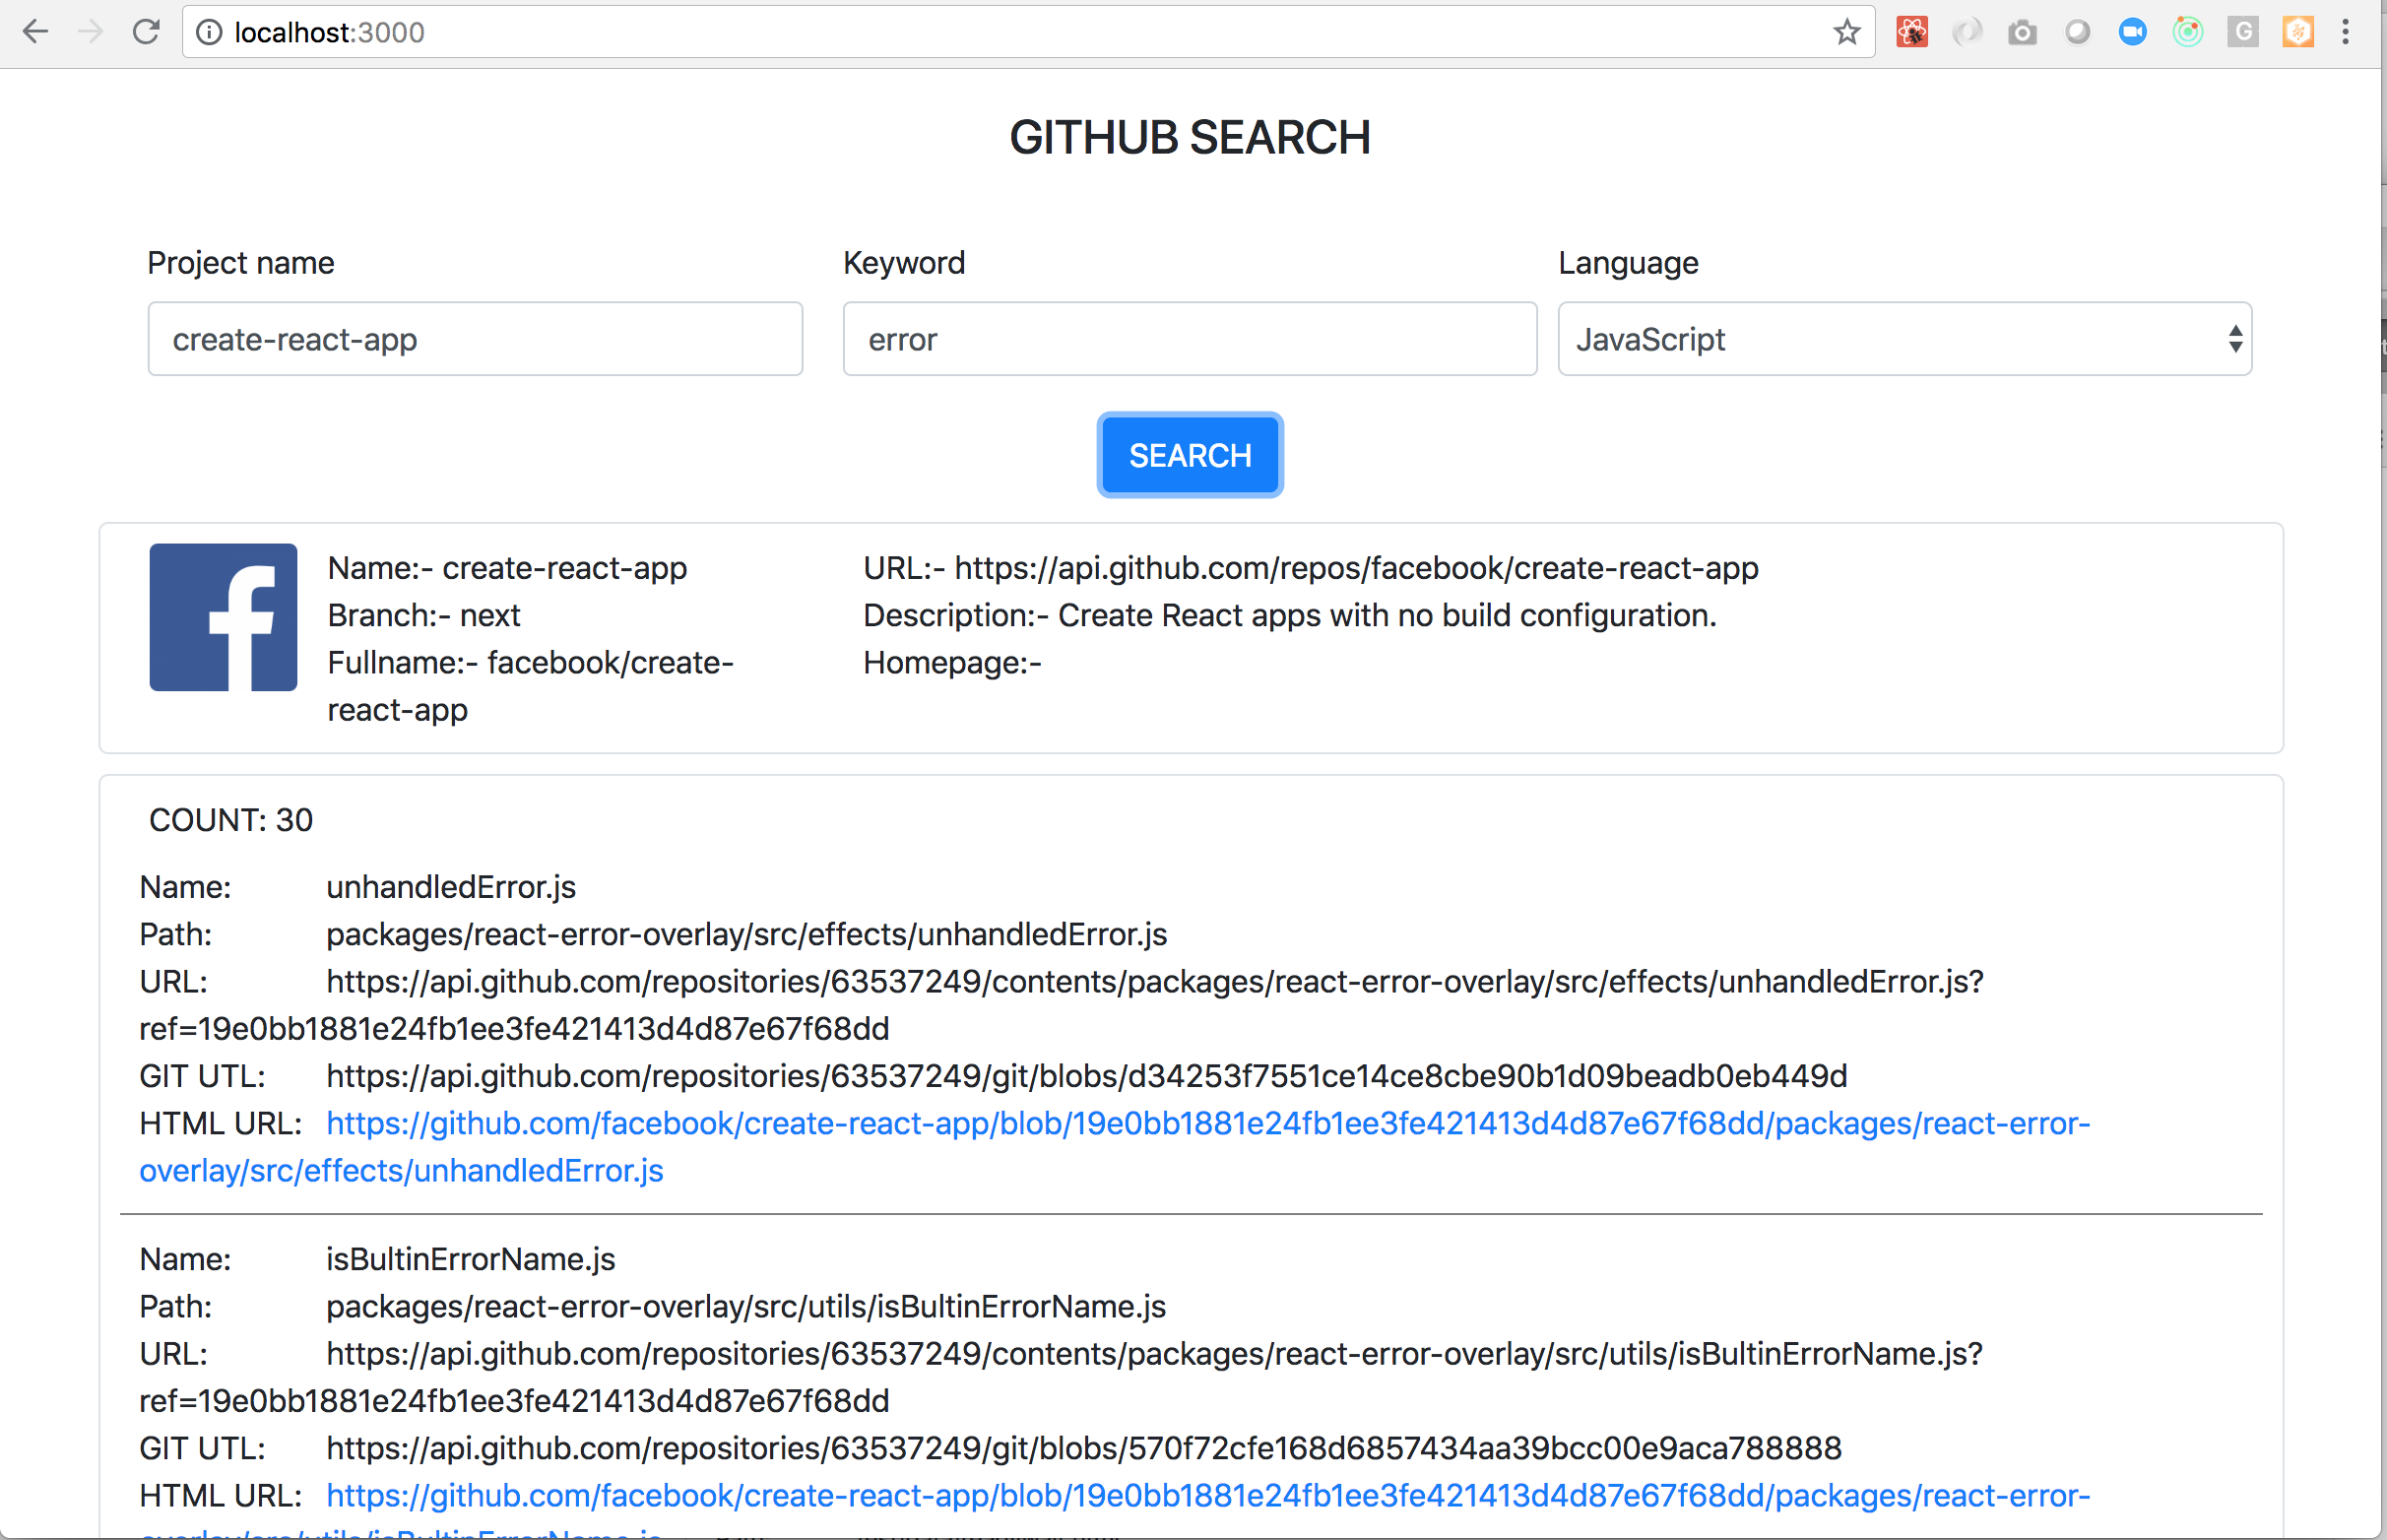 localhost:3000
GITHUB SEARCH
Project name Keyword Language
create-react-app error JavaScript
SEARCH
Name:- create-react-app
Branch:- next
Fullname:- facebook/create-
react-app
URL:- https://api.github.com/repos/facebook/create-react-app
Description:- Create React apps with no build configuration.
Homepage:-
COUNT: 30
Name: unhandledError.js
Path: packages/react-error-overlay/src/effects/unhandledError.js
URL: https://api.github.com/repositories/63537249/contents/packages/react-error-overlay/src/effects/unhandledError.js?
ref=19e0bb1881e24fb1ee3fe421413d4d87e67f68dd
GIT UTL: https://api.github.com/repositories/63537249/git/blobs/d34253f7551ce14ce8cbe90b1d09beadb0eb449d
HTML URL: https://github.com/facebook/create-react-app/blob/19e0bb1881e24fb1ee3fe421413d4d87e67f68dd/packages/react-error-
overlay/src/effects/unhandledError.js
Name: isBultinErrorName.js
Path: packages/react-error-overlay/src/utils/isBultinErrorName.js
URL: https://api.github.com/repositories/63537249/contents/packages/react-error-overlay/src/utils/isBultinErrorName.js?
ref=19e0bb1881e24fb1ee3fe421413d4d87e67f68dd
GIT UTL: https://api.github.com/repositories/63537249/git/blobs/570f72cfe168d6857434aa39bcc00e9aca788888
HTML URL: https://github.com/facebook/create-react-app/blob/19e0bb1881e24fb1ee3fe421413d4d87e67f68dd/packages/react-error-
overlay/src/utils/isBultinErrorName.js